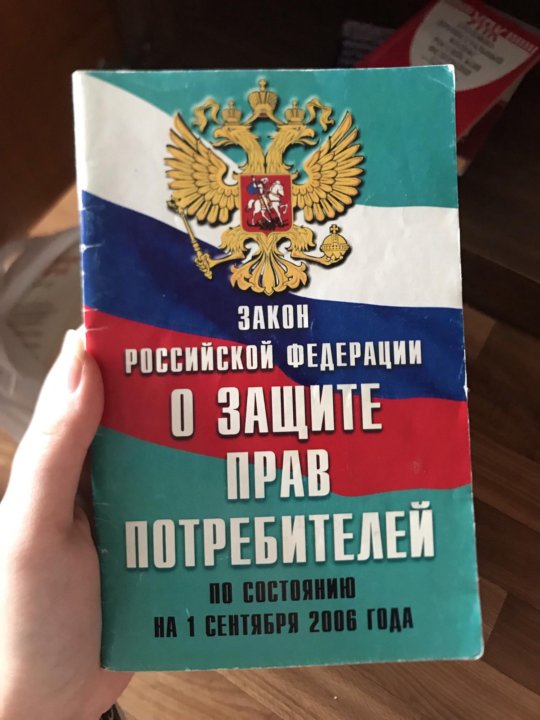 ЗАКОН
РОССИЙСКОЙ ФЕДЕРАЦИИ
О ЗАЩИТЕ
ПРАВ
ПОТРЕБИТЕЛЕЙ
ПО СОСТОЯНИЮ
НА 1 СЕНТЯБРЯ 2006 ГОДА